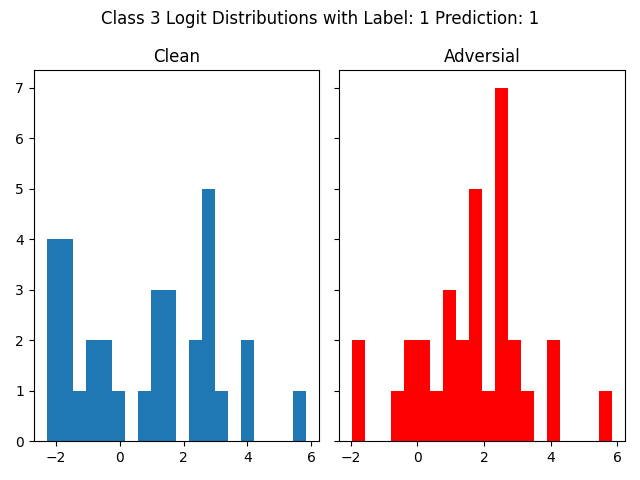 Class 3 Logit Distributions with Label: 1 Prediction: 1
Clean
Adversial
7
6
5
4
3
2
1
0
−2 0 2 4 6
−2 0 2 4 6